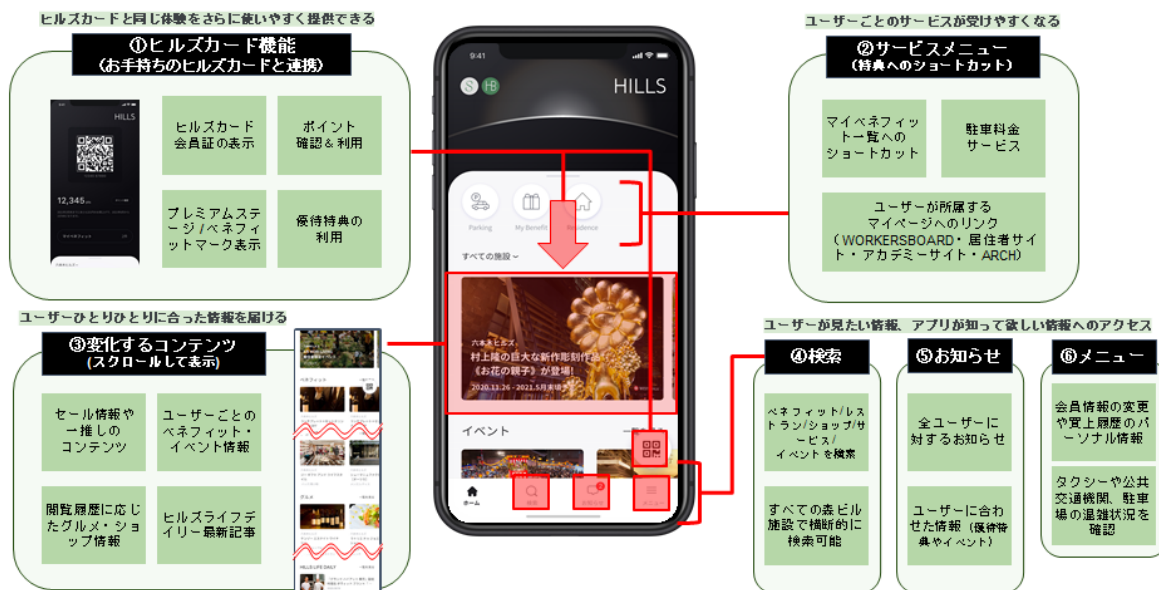 ヒルズカードと同じ体験をさらに使いやすく提供できる
①ヒルズカード機能
(お手持ちのヒルズカードと連携)
HILLS
12,345
ヒルズカード
会員証の表示
ポイント
確認＆利用
プレミアムステ
ージ/ベネフィ
ットマーク表示
優待特典の
利用
ユーザーごとのサービスが受けやすくなる
②サービスメニュー
(特典へのショートカット)
マイベネフィッ
ト一覧への
ショートカット
駐車料金
サービス
ユーザーが所属する
マイページへのリンク
(WORKERSBOARD・居住者サイ
ト・アカデミーサイト・ARCH)
9:41
S HB
HILLS
Parking
My Benefit
Residence
すべての施設
六本木ヒルズ
村上隆の巨大な新作彫刻作品
《お花の親子》が登場!
2020.11.26 - 2021.5月末頃
イベント
ホーム
検索
お知らせ
メニュー
ユーザーひとりひとりに合った情報を届ける
③変化するコンテンツ
(スクロールして表示)
セール情報や
一推しの
コンテンツ
ユーザーごとの
ベネフィット・
イベント情報
閲覧履歴に応じ
たグルメ・ショ
ップ情報
ヒルズライフデ
イリー最新記事
ベネフィット
グルメ
HILLS LIFE DAILY
ユーザーが見たい情報、アプリが知って欲しい情報へのアクセス
④検索
ベネフィット/レス
トラン/ショップ/サ
ービス/
イベントを検索
すべての森ビル
施設で横断的に
検索可能
⑤お知らせ
全ユーザーに
対するお知らせ
ユーザーに合わ
せた情報(優待特
典やイベント)
⑥メニュー
会員情報の変更
や買上履歴のパ
ーソナル情報
タクシーや公共
交通機関、駐車
場の混雑状況を
確認